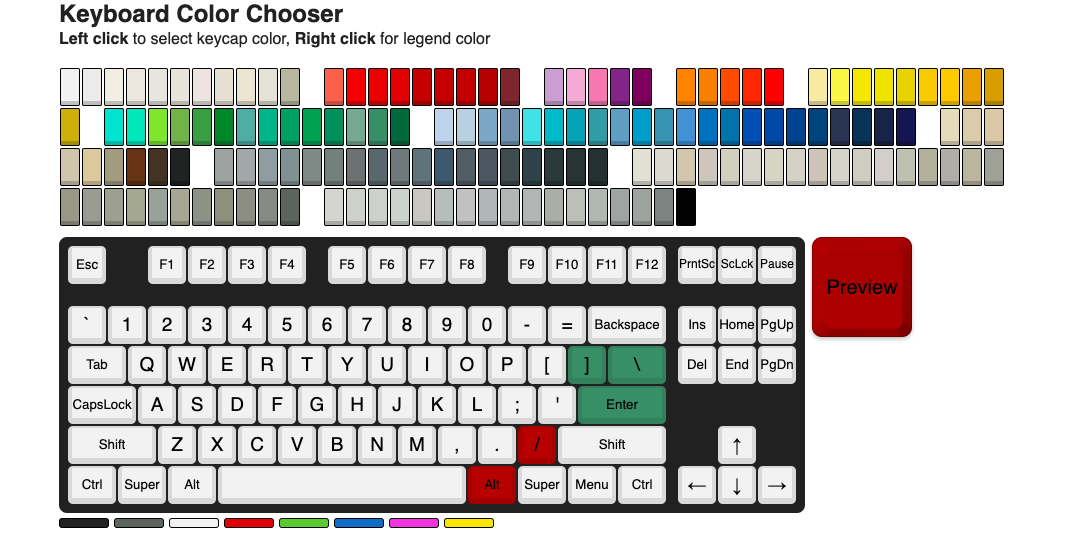 Keyboard Color Chooser
Left click to select keycap color, Right click for legend color
Esc F1 F2 F3 F4 F5 F6 F7 F8 F9 F10 F11 F12 PrntSc ScLck Pause
Preview
` 1 2 3 4 5 6 7 8 9 0 - = Backspace Ins Home PgUp
Tab Q W E R T Y U I O P [ ] \ Del End PgDn
CapsLock A S D F G H J K L ; ' Enter
Shift Z X C V B N M , . / Shift ↑
Ctrl Super Alt Alt Super Menu Ctrl ← ↓ →